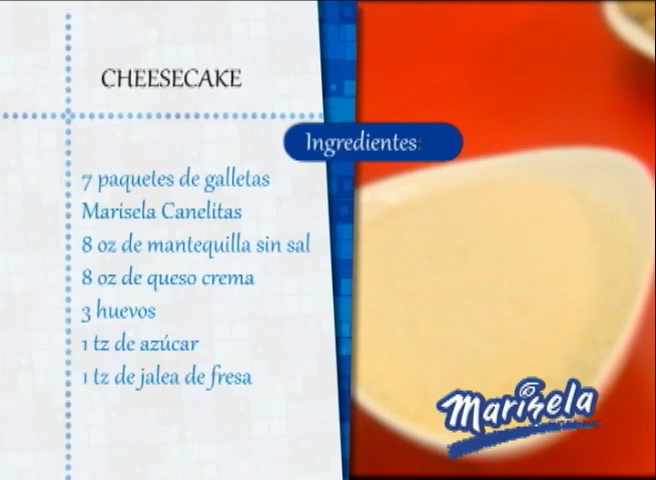 CHEESECAKE
Ingredientes:
7 paquetes de galletas
Marisela Canelitas
8 oz de mantequilla sin sal
8 oz de queso crema
3 huevos
1 tz de azúcar
1 tz de jalea de fresa
Marisela